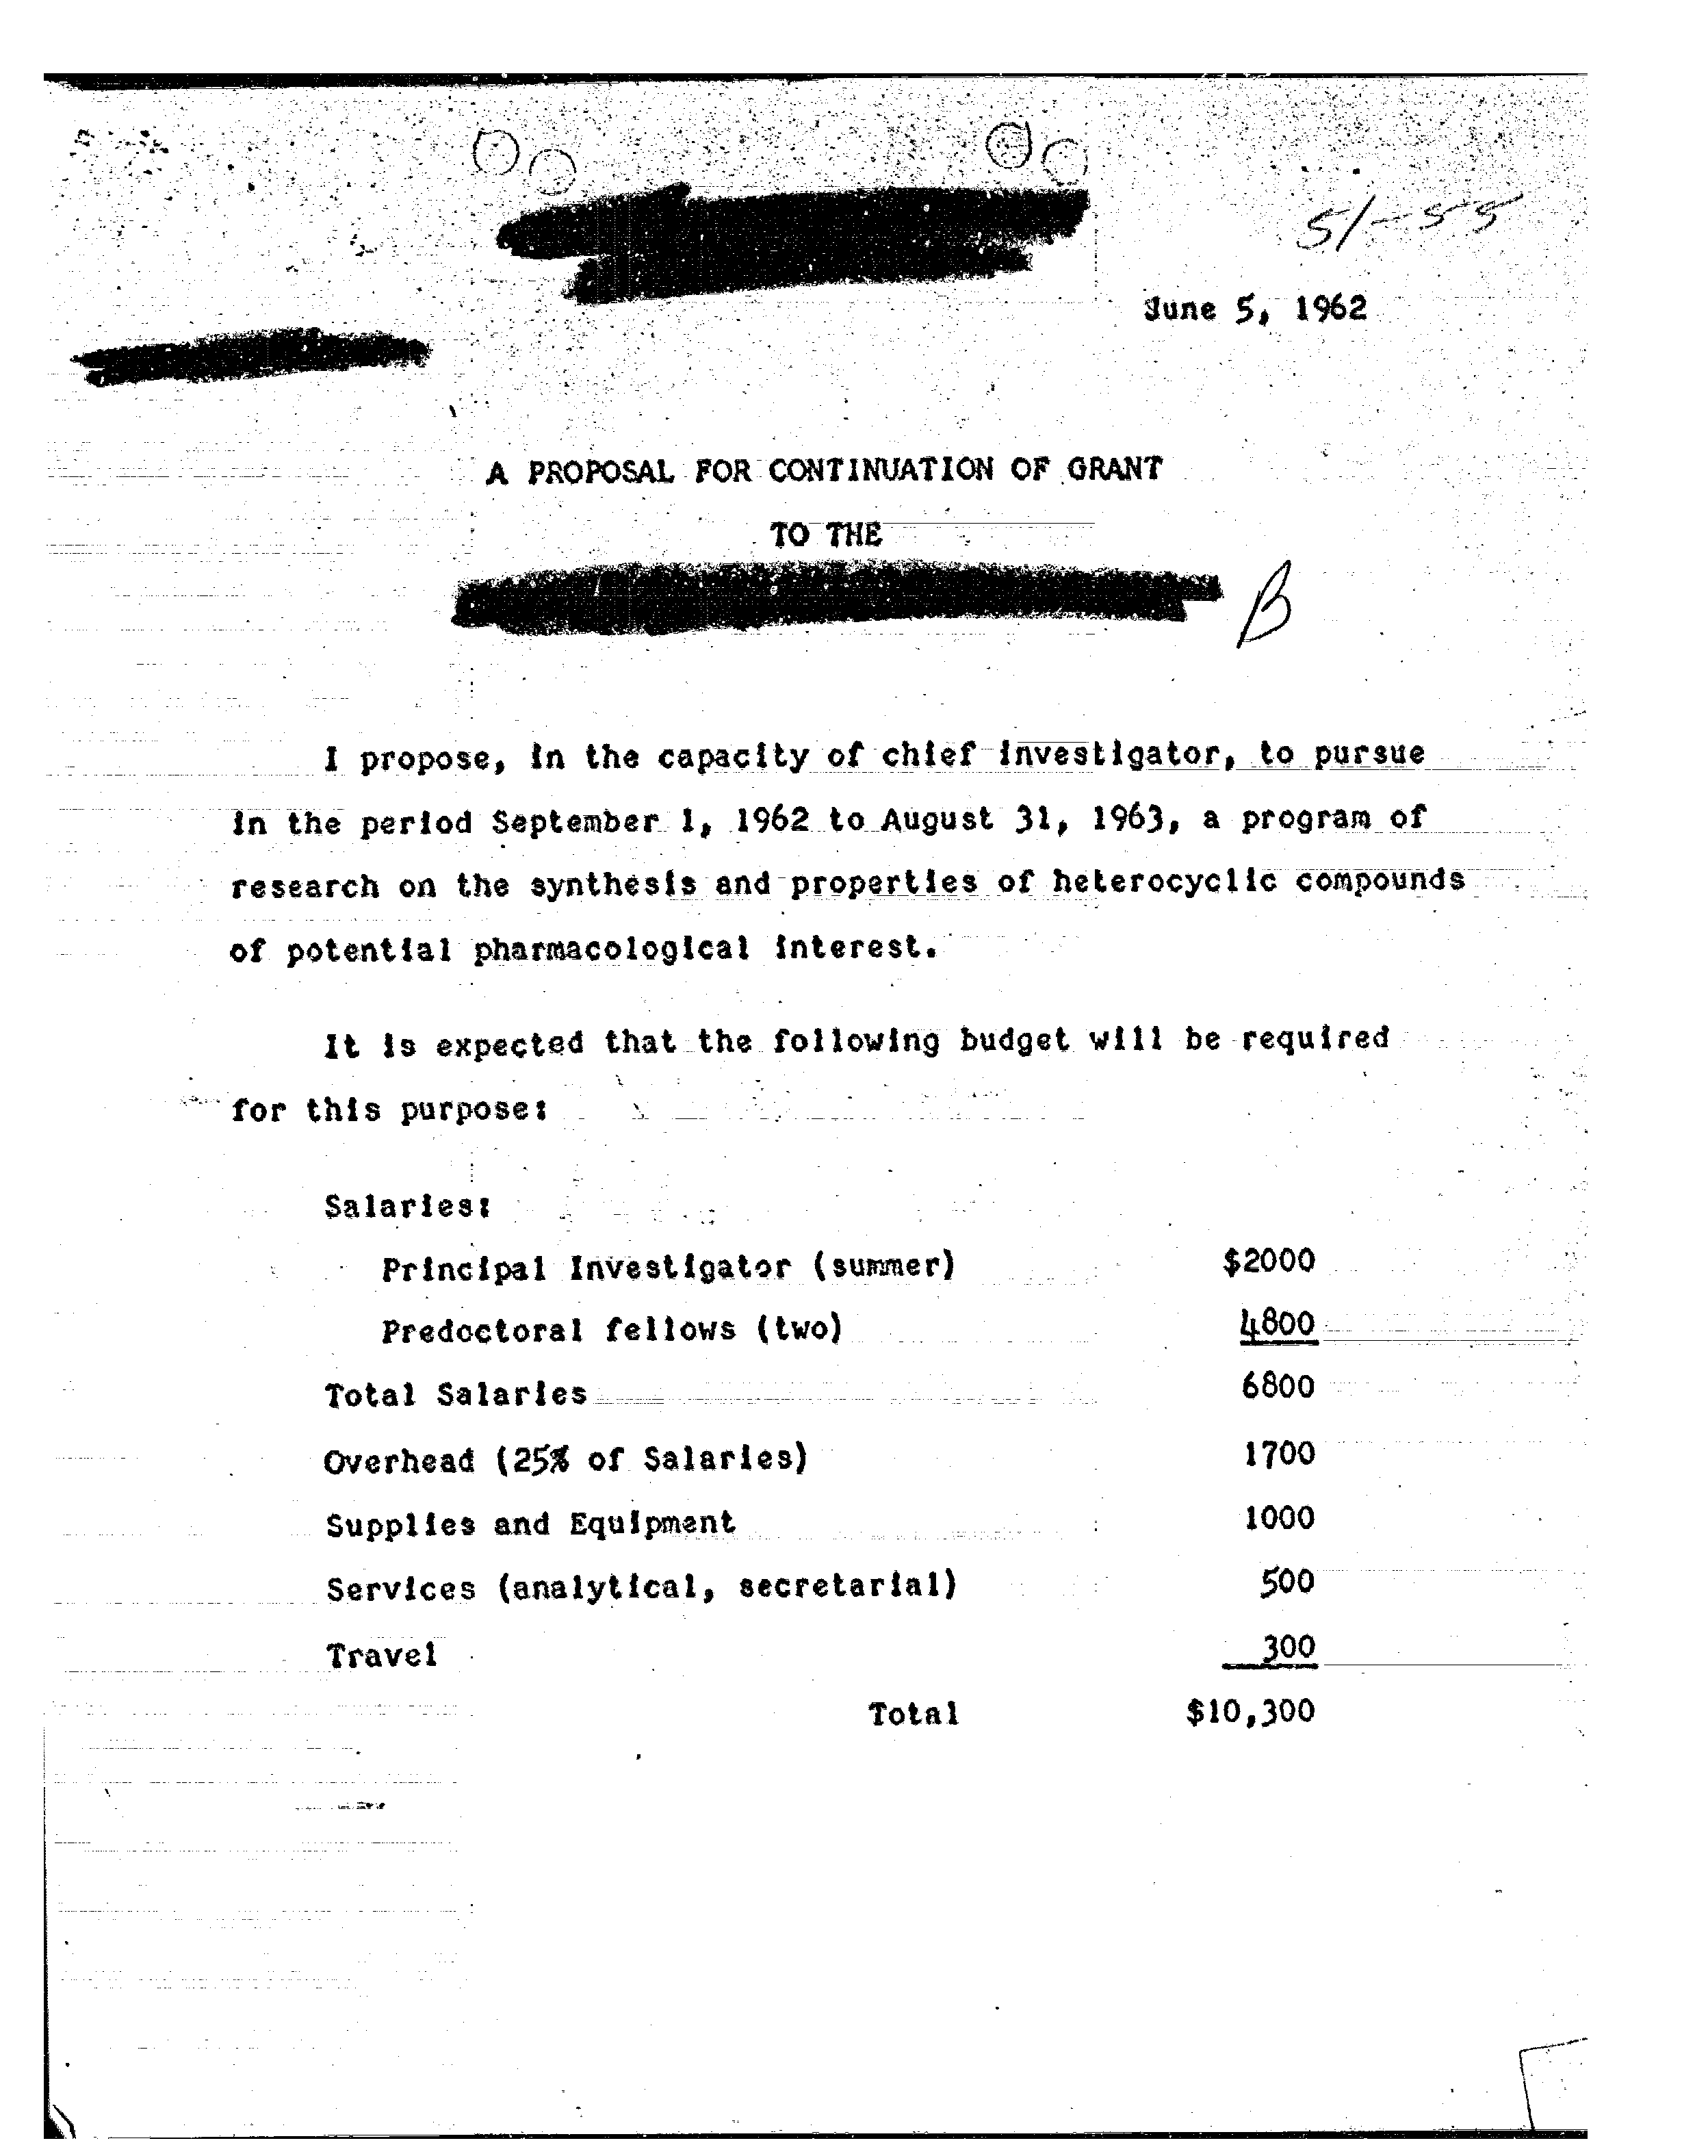 51-55
June 5, 1962
A PROPOSAL FOR CONTINUATION OF GRANT
TO THE
B
I propose, in the capacity of chief investigator, to pursue
in the period September 1, 1962 to August 31, 1963, a program of
research on the synthesis and properties of heterocyclic compounds
of potential pharmacological interest.
It is expected that the following budget will be required
for this purpose:
Salaries:
Principal Investigator (summer) $2000
Predoctoral fellows (two) 4800
Total Salaries 6800
Overhead (25% of Salaries) 1700
Supplies and Equipment 1000
Services (analytical, secretarial) 500
Travel 300
Total $10,300